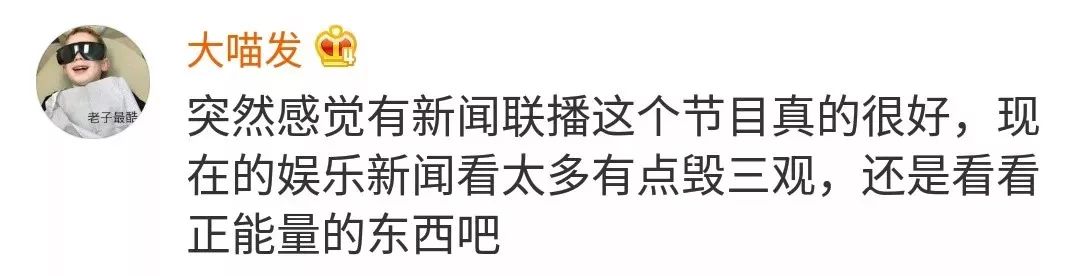 大喵发
老子最酷
突然感觉有新闻联播这个节目真的很好，现
在的娱乐新闻看太多有点毁三观，还是看看
正能量的东西吧